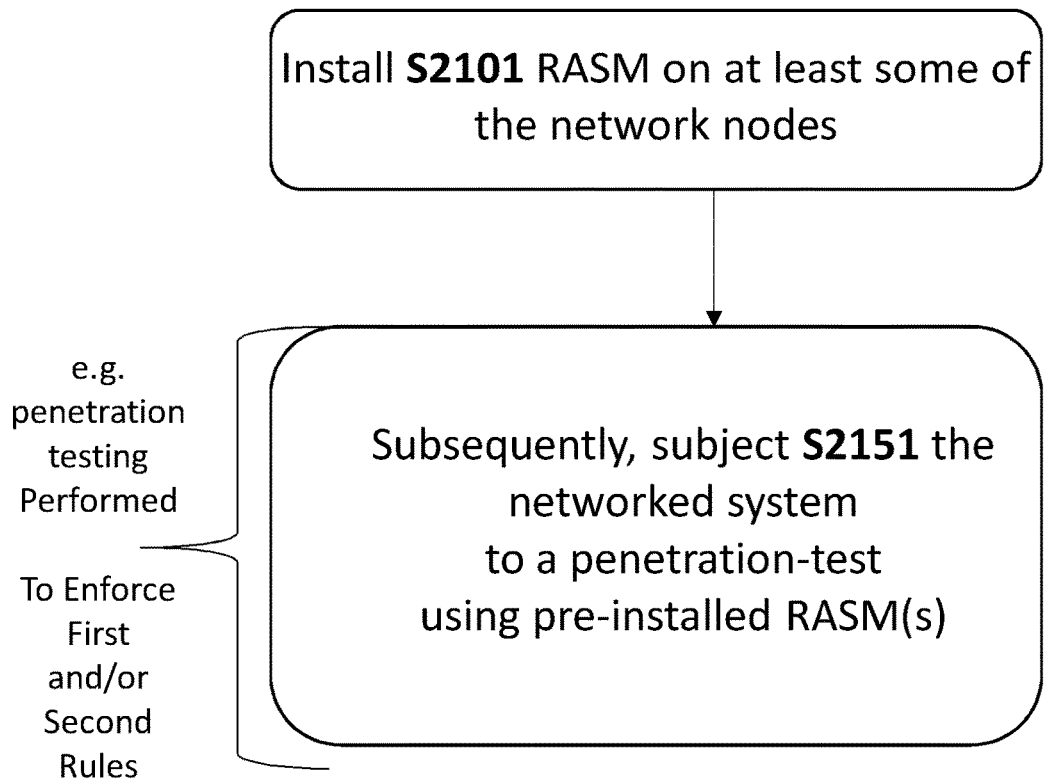 Install S2101 RASM on at least some of
the network nodes
e.g.
penetration
testing
Performed
To Enforce
First
and/or
Second
Rules
Subsequently, subject S2151 the
networked system
to a penetration-test
using pre-installed RASM(s)